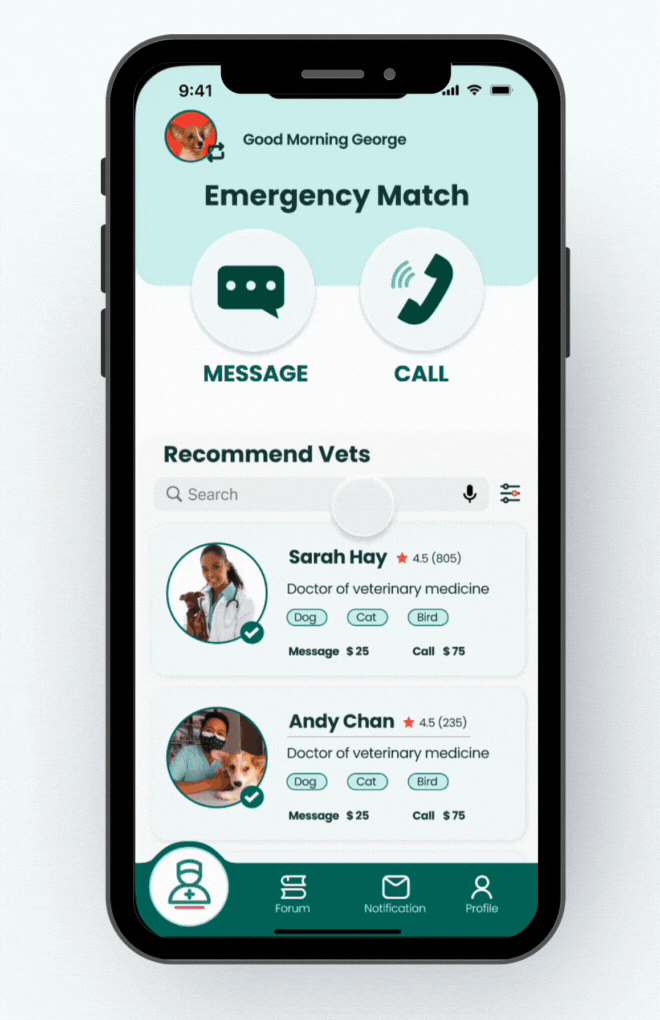 9:41
Good Morning George
Emergency Match
MESSAGE CALL
Recommend Vets
Search
Sarah Hay 4.5 (805)
Doctor of veterinary medicine
Dog Cat Bird
Message $ 25 Call $ 75
Andy Chan 4.5 (235)
Doctor of veterinary medicine
Dog Cat Bird
Message $ 25 Call $ 75
Forum Notification Profile